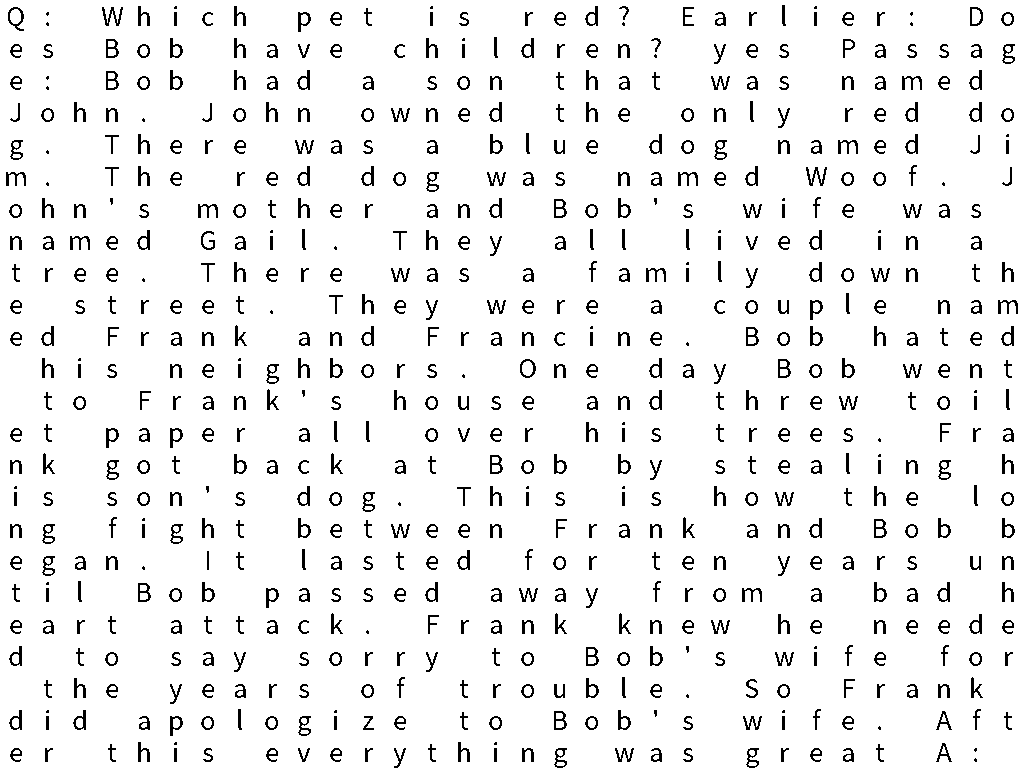 Q: Which pet is red? Earlier: Do
es Bob have children? yes Passag
e: Bob had a son that was named
John. John owned the only red do
g. There was a blue dog named Ji
m. The red dog was named Woof. J
ohn's mother and Bob's wife was
named Gail. They all lived in a
tree. There was a family down th
e street. They were a couple nam
ed Frank and Francine. Bob hated
his neighbors. One day Bob went
to Frank's house and threw toil
et paper all over his trees. Fra
nk got back at Bob by stealing h
is son's dog. This is how the lo
ng fight between Frank and Bob b
egan. It lasted for ten years un
til Bob passed away from a bad h
eart attack. Frank knew he neede
d to say sorry to Bob's wife for
the years of trouble. So Frank
did apologize to Bob's wife. Aft
er this everything was great A: